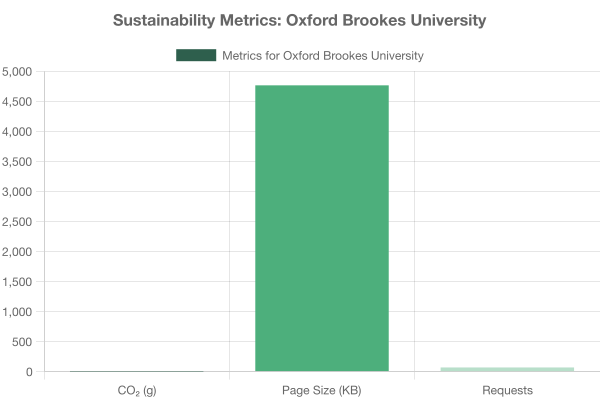 Sustainability Metrics: Oxford Brookes University
Metrics for Oxford Brookes University
5,000
4,500
4,000
3,500
3,000
2,500
2,000
1,500
1,000
500
0
CO₂ (g)
Page Size (KB)
Requests